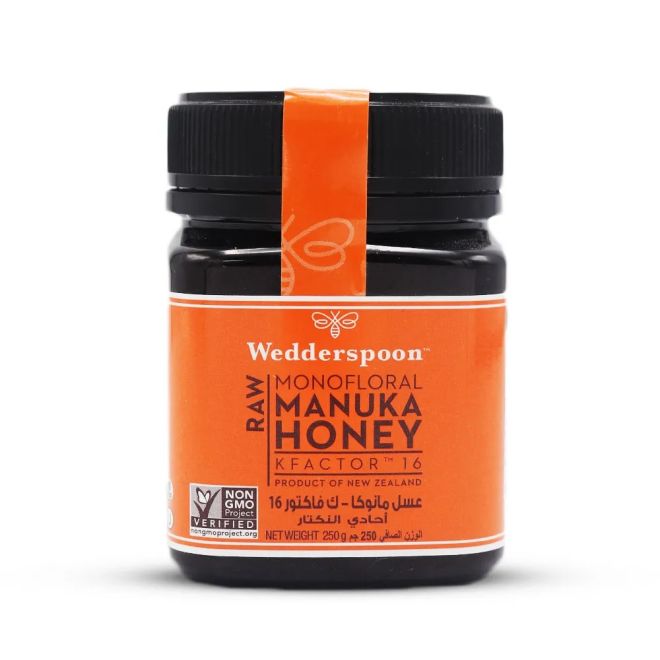 Wedderspoon™
RAW
MONOFLORAL
MANUKA
HONEY
KFACTOR™ 16
PRODUCT OF NEW ZEALAND
عسل مانوكا - ك فاكتور 16
أحادي النكتار
NET WEIGHT 250 g الوزن الصافي 250 جم
NON
GMO
Project
VERIFIED
nongmoproject.org